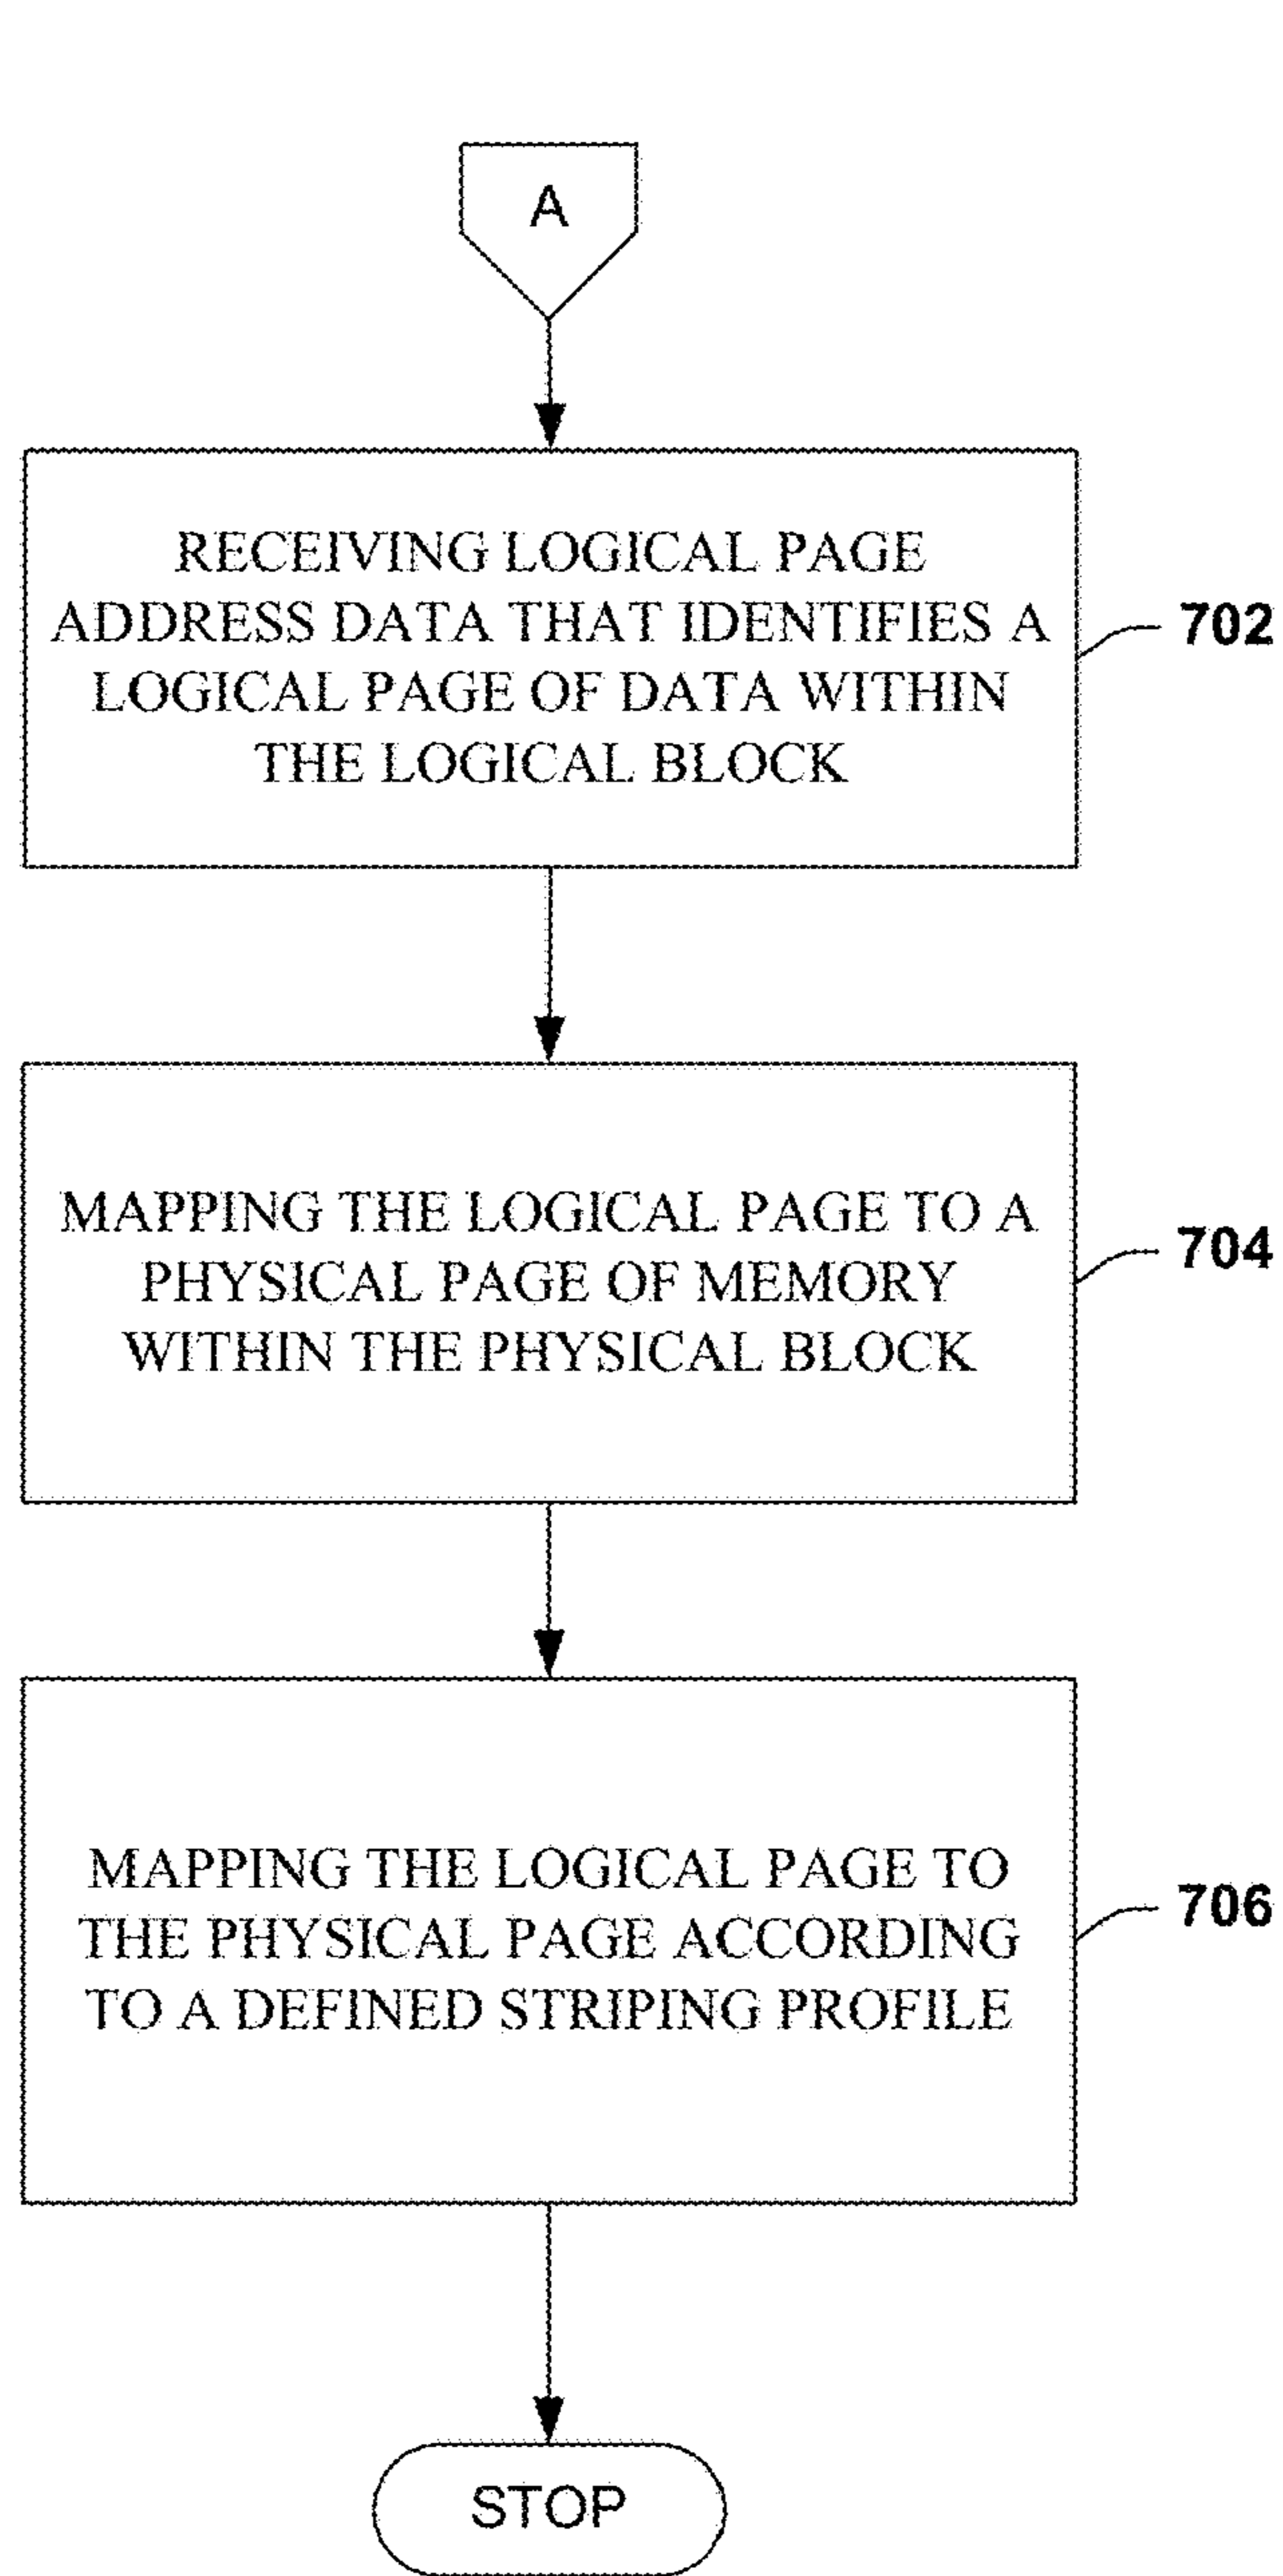 A
RECEIVING LOGICAL PAGE
ADDRESS DATA THAT IDENTIFIES A
LOGICAL PAGE OF DATA WITHIN
THE LOGICAL BLOCK
702
MAPPING THE LOGICAL PAGE TO A
PHYSICAL PAGE OF MEMORY
WITHIN THE PHYSICAL BLOCK
704
MAPPING THE LOGICAL PAGE TO
THE PHYSICAL PAGE ACCORDING
TO A DEFINED STRIPING PROFILE
706
STOP